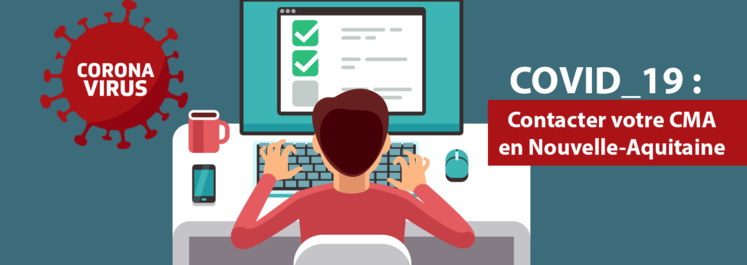 CORONA
VIRUS
COVID_19 :
Contacter votre CMA
en Nouvelle-Aquitaine